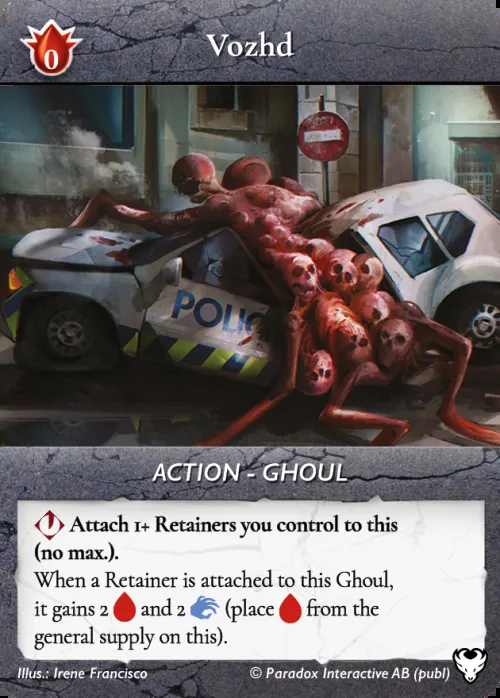 0
Vozhd
POLIC
ACTION - GHOUL
Attach 1+ Retainers you control to this
(no max.).
When a Retainer is attached to this Ghoul,
it gains 2 and 2 (place from the
general supply on this).
Illus.: Irene Francisco © Paradox Interactive AB (publ)